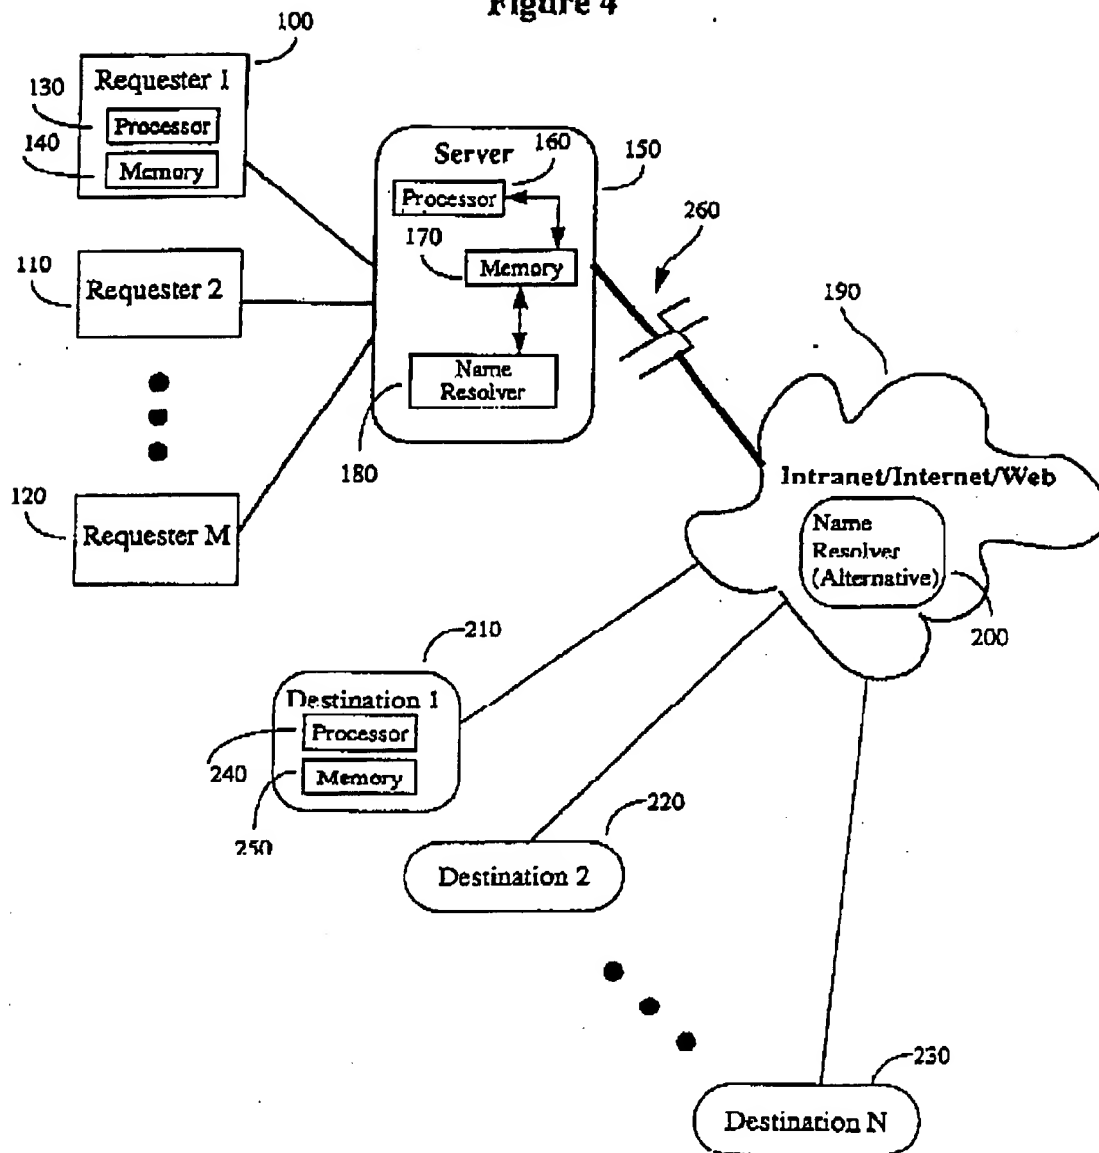 Figure 4
100
Requester 1
130
Processor
140
Memory
Server
160
150
Processor
260
170
Memory
110
Requester 2
190
Name
Resolver
180
Intranet/Internet/Web
120
Requester M
Name
Resolver
(Alternative)
200
210
Destination 1
Processor
240
Memory
250
220
Destination 2
230
Destination N